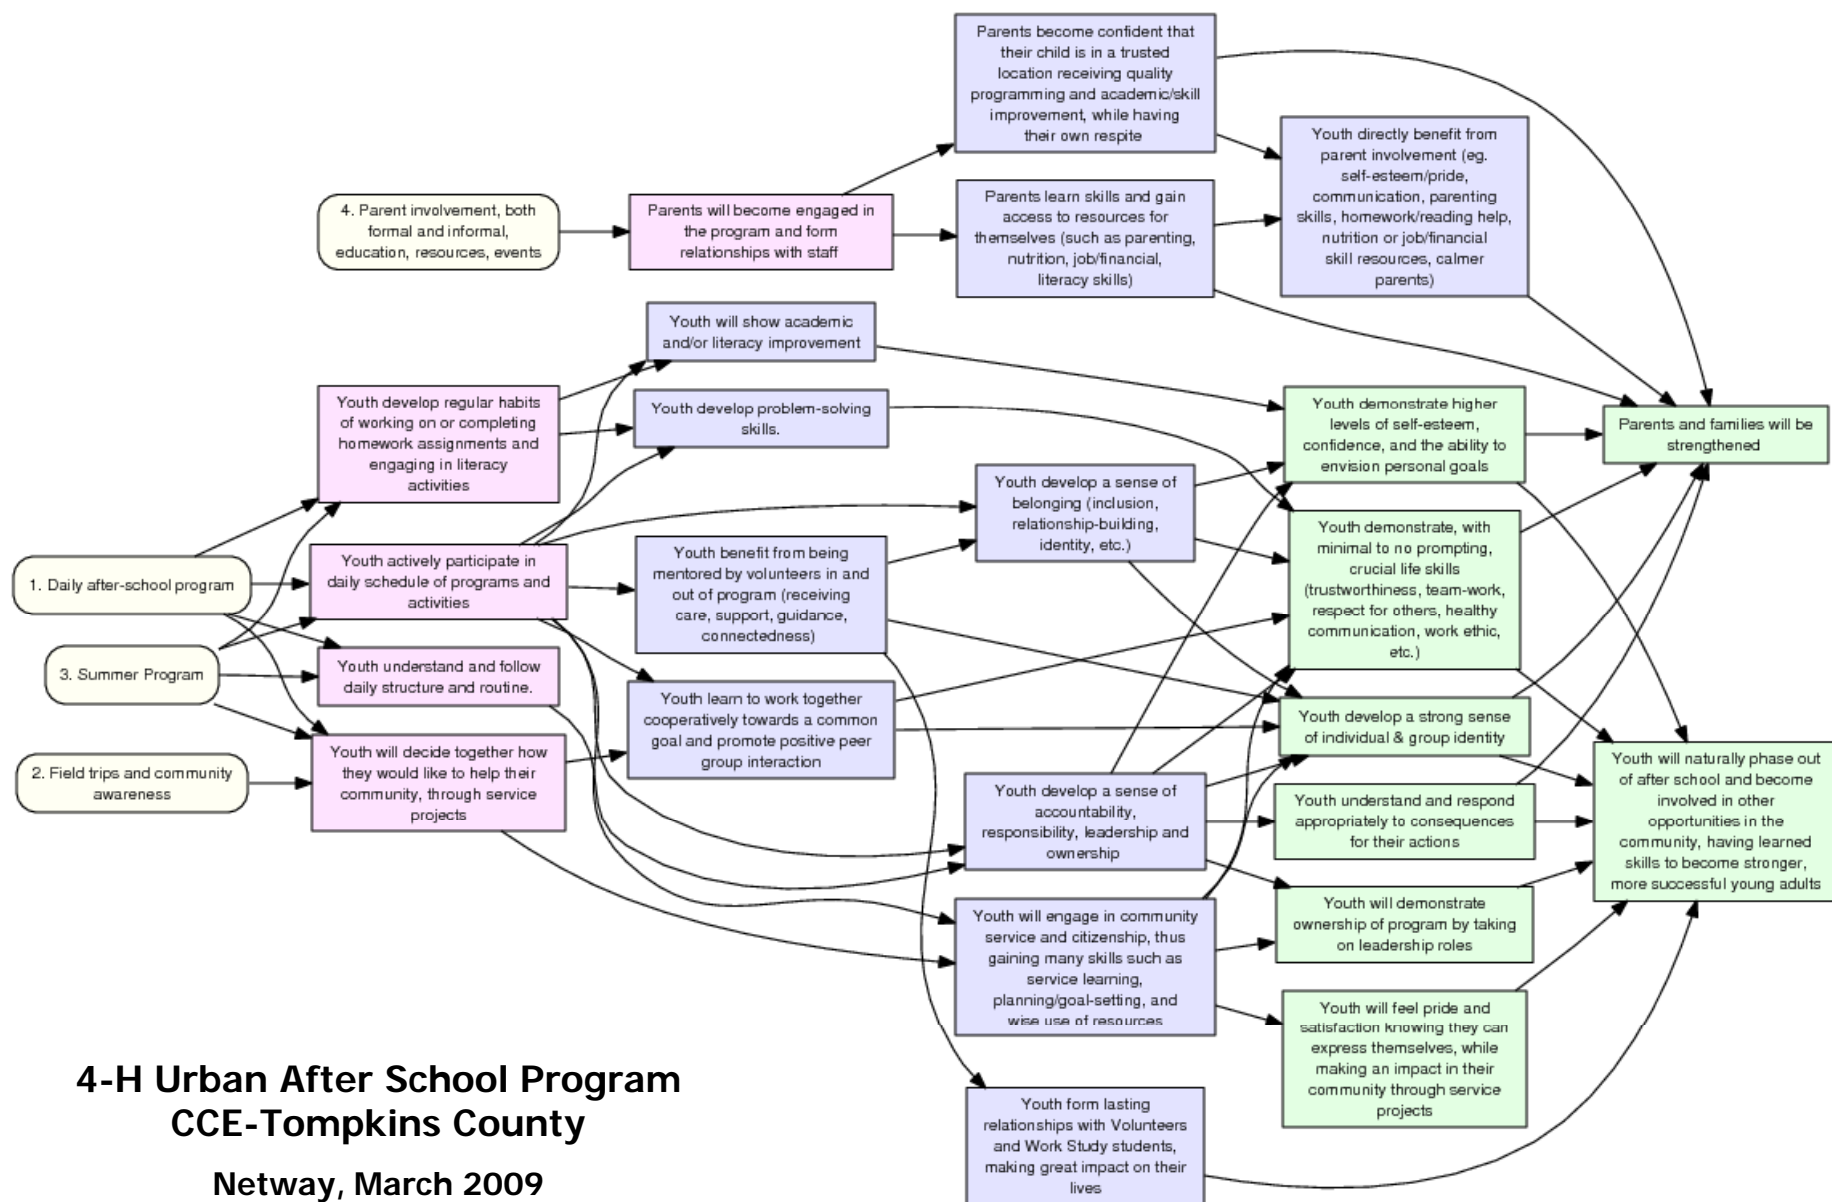 Parents become confident that
their child is in a trusted
location receiving quality
programming and academic/skill
improvement, while having
their own respite
Youth directly benefit from
parent involvement (eg.
self-esteem/pride,
communication, parenting
skills, homework/reading help,
nutrition or job/financial
skill resources, calmer
parents)
4. Parent involvement, both
formal and informal,
education, resources, events
Parents will become engaged in
the program and form
relationships with staff
Parents learn skills and gain
access to resources for
themselves (such as parenting,
nutrition, job/financial,
literacy skills)
Youth will show academic
and/or literacy improvement
Youth develop regular habits
of working on or completing
homework assignments and
engaging in literacy
activities
Youth develop problem-solving
skills.
Youth demonstrate higher
levels of self-esteem,
confidence, and the ability to
envision personal goals
Parents and families will be
strengthened
Youth develop a sense of
belonging (inclusion,
relationship-building,
identity, etc.)
1. Daily after-school program
Youth actively participate in
daily schedule of programs and
activities
Youth benefit from being
mentored by volunteers in and
out of program (receiving
care, support, guidance,
connectedness)
Youth demonstrate, with
minimal to no prompting,
crucial life skills
(trustworthiness, team-work,
respect for others, healthy
communication, work ethic,
etc.)
3. Summer Program
Youth understand and follow
daily structure and routine.
Youth learn to work together
cooperatively towards a common
goal and promote positive peer
group interaction
Youth develop a strong sense
of individual & group identity
2. Field trips and community
awareness
Youth will decide together how
they would like to help their
community, through service
projects
Youth develop a sense of
accountability,
responsibility, leadership and
ownership
Youth understand and respond
appropriately to consequences
for their actions
Youth will naturally phase out
of after school and become
involved in other
opportunities in the
community, having learned
skills to become stronger,
more successful young adults
Youth will engage in community
service and citizenship, thus
gaining many skills such as
service learning,
planning/goal-setting, and
wise use of resources
Youth will demonstrate
ownership of program by taking
on leadership roles
Youth will feel pride and
satisfaction knowing they can
express themselves, while
making an impact in their
community through service
projects
Youth form lasting
relationships with Volunteers
and Work Study students,
making great impact on their
lives
4-H Urban After School Program
CCE-Tompkins County
Netway, March 2009